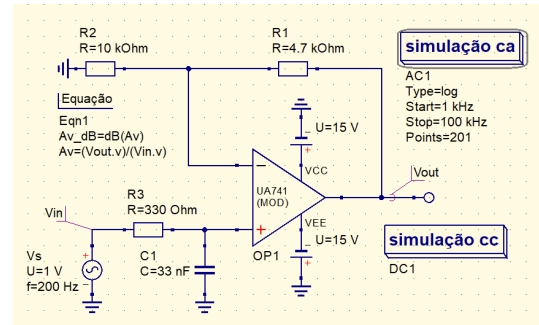 R2
R=10 kOhm
R1
R=4.7 kOhm
simulação ca
AC1
Type=log
Start=1 kHz
Stop=100 kHz
Points=201
Equação
Eqn1
Av_dB=dB(Av)
Av=(Vout.v)/(Vin.v)
U=15 V
VCC
UA741
(MOD)
Vout
R3
R=330 Ohm
Vin
VEE
U=15 V
OP1
simulação cc
DC1
Vs
U=1 V
f=200 Hz
C1
C=33 nF